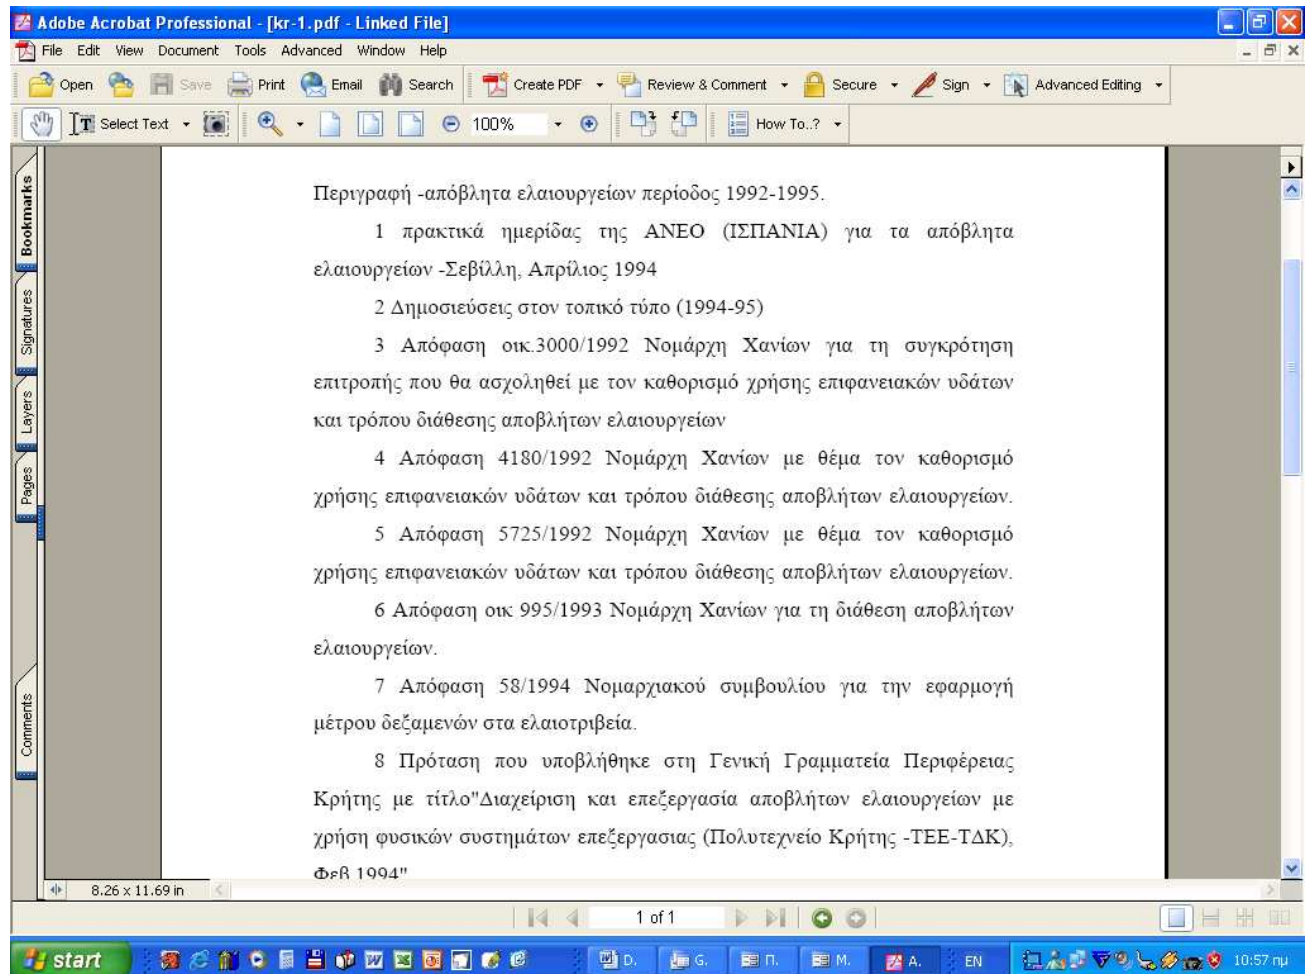 Adobe Acrobat Professional - [kr-1.pdf - Linked File]
File Edit View Document Tools Advanced Window Help
Open Save Print Email Search Create PDF Review & Comment Secure Sign Advanced Editing
Select Text 100% How To..?
Bookmarks
Signatures
Layers
Pages
Comments
Περιγραφή -απόβλητα ελαιουργείων περίοδος 1992-1995.
1 πρακτικά ημερίδας της ΑΝΕΟ (ΙΣΠΑΝΙΑ) για τα απόβλητα
ελαιουργείων -Σεβίλλη, Απρίλιος 1994
2 Δημοσιεύσεις στον τοπικό τύπο (1994-95)
3 Απόφαση οικ.3000/1992 Νομάρχη Χανίων για τη συγκρότηση
επιτροπής που θα ασχοληθεί με τον καθορισμό χρήσης επιφανειακών υδάτων
και τρόπου διάθεσης αποβλήτων ελαιουργείων
4 Απόφαση 4180/1992 Νομάρχη Χανίων με θέμα τον καθορισμό
χρήσης επιφανειακών υδάτων και τρόπου διάθεσης αποβλήτων ελαιουργείων.
5 Απόφαση 5725/1992 Νομάρχη Χανίων με θέμα τον καθορισμό
χρήσης επιφανειακών υδάτων και τρόπου διάθεσης αποβλήτων ελαιουργείων.
6 Απόφαση οικ 995/1993 Νομάρχη Χανίων για τη διάθεση αποβλήτων
ελαιουργείων.
7 Απόφαση 58/1994 Νομαρχιακού συμβουλίου για την εφαρμογή
μέτρου δεξαμενών στα ελαιοτριβεία.
8 Πρόταση που υποβλήθηκε στη Γενική Γραμματεία Περιφέρειας
Κρήτης με τίτλο"Διαχείριση και επεξεργασία αποβλήτων ελαιουργείων με
χρήση φυσικών συστημάτων επεξεργασιας (Πολυτεχνείο Κρήτης -ΤΕΕ-ΤΔΚ),
Φεβ 1994"
8.26 x 11.69 in
1 of 1
start D. G. Π. M. A. EN 10:57 πμ